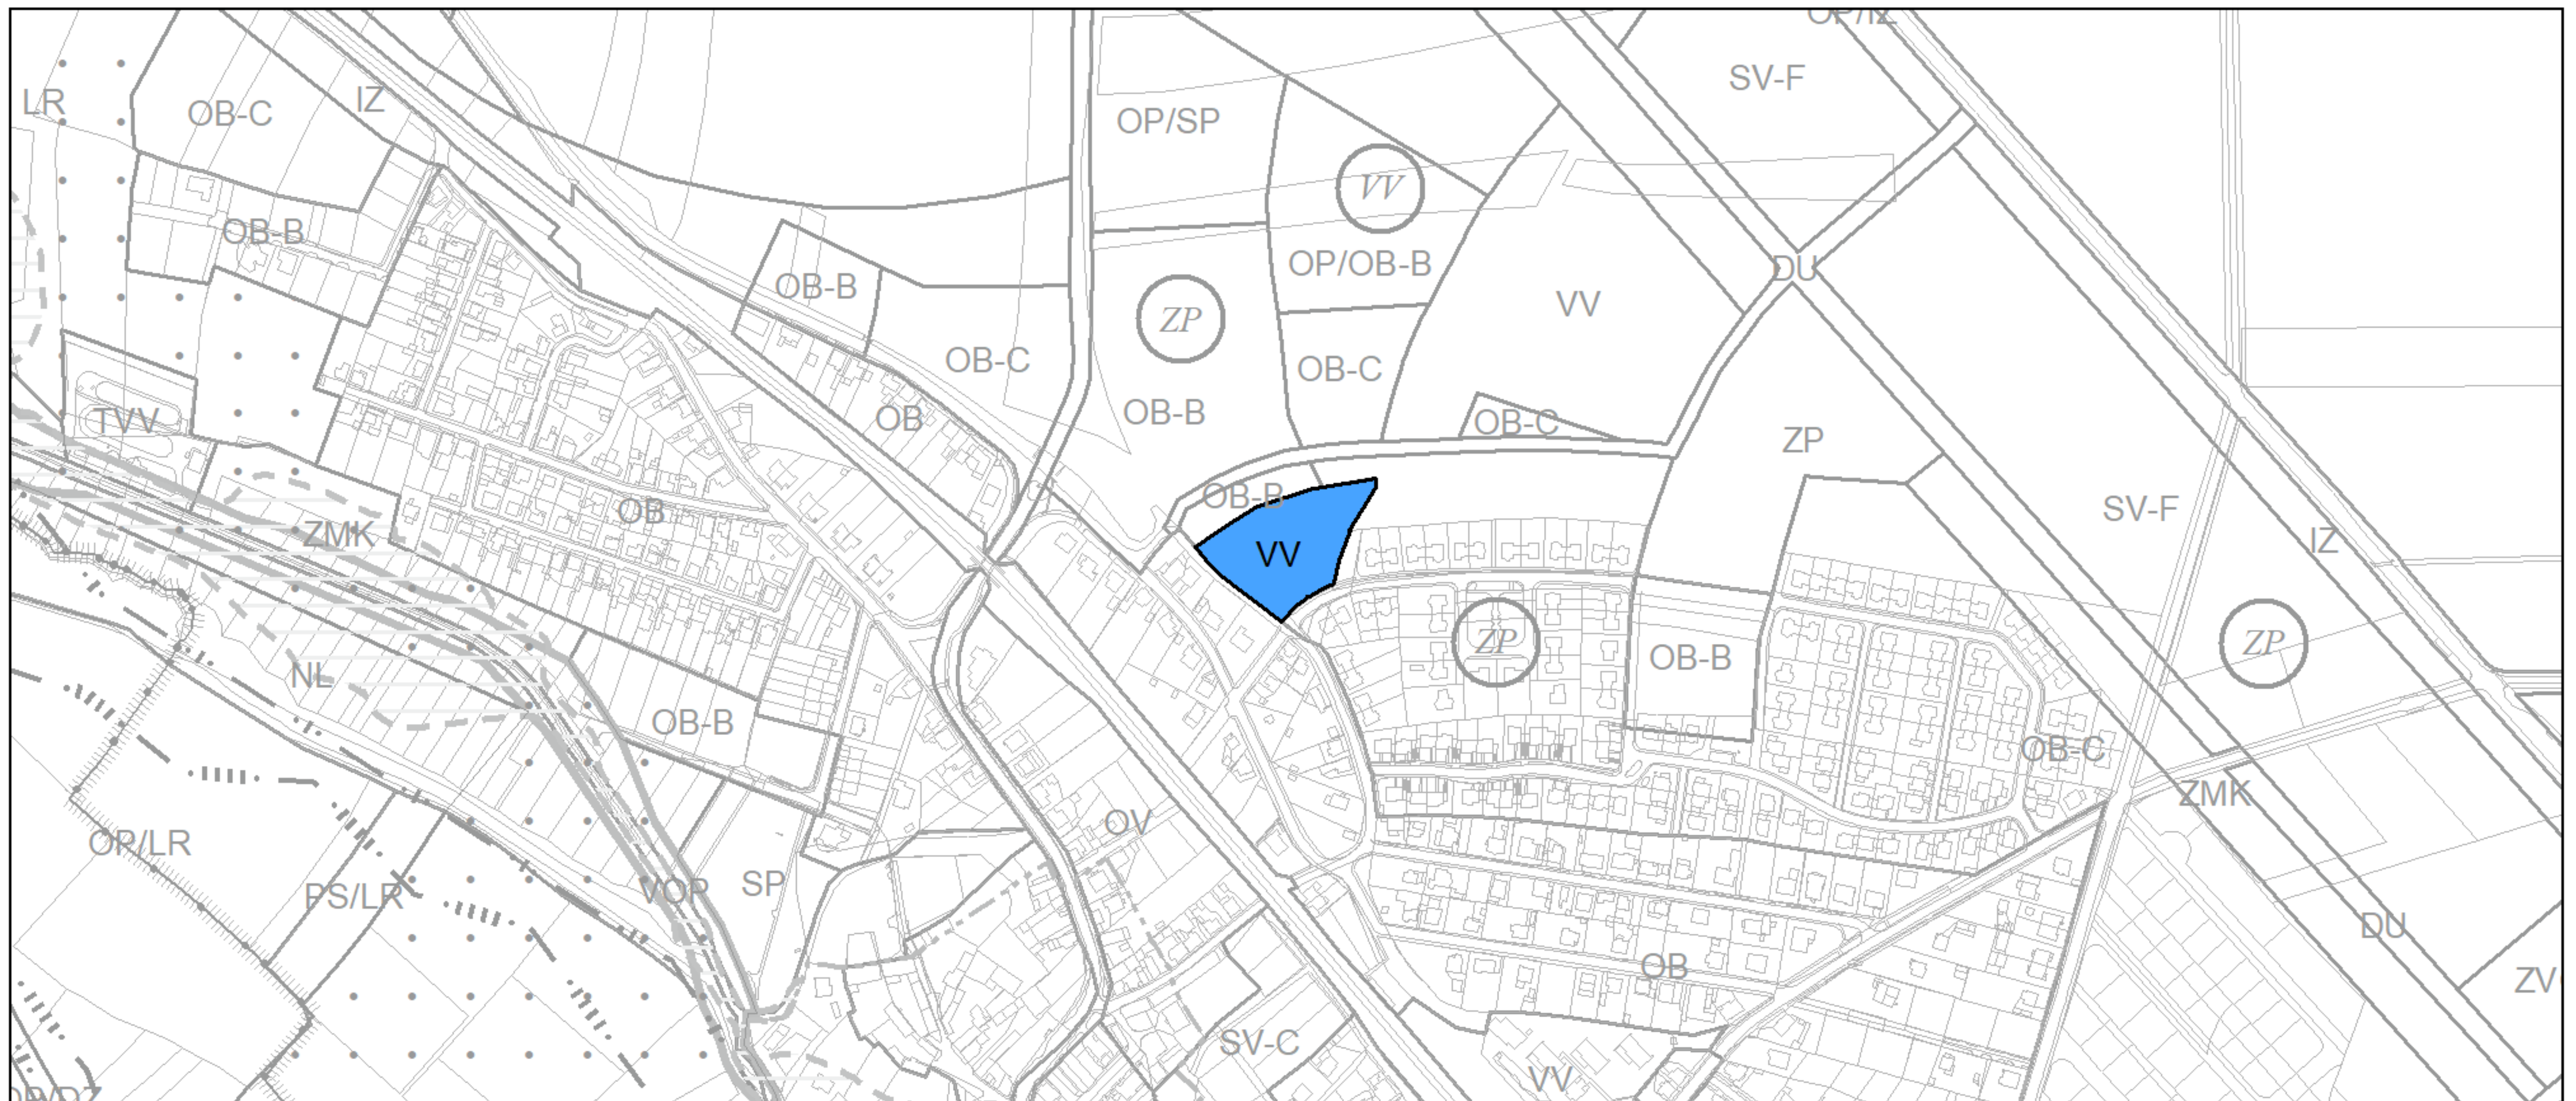 OP/IZ
SV-F
LR
OB-C
IZ
OP/SP
VV
OB-B
OP/OB-B
DU
OB-B
VV
ZP
OB-C
OB-C
OB-B
OB-C
TVV
OB
ZP
OB-B
OB
SV-F
ZMK
VV
IZ
ZP
ZP
OB-B
NL
OB-B
OB-C
ZMK
OV
OP/LR
PS/LR
VOP
SP
DU
OB
ZV
SV-C
VV